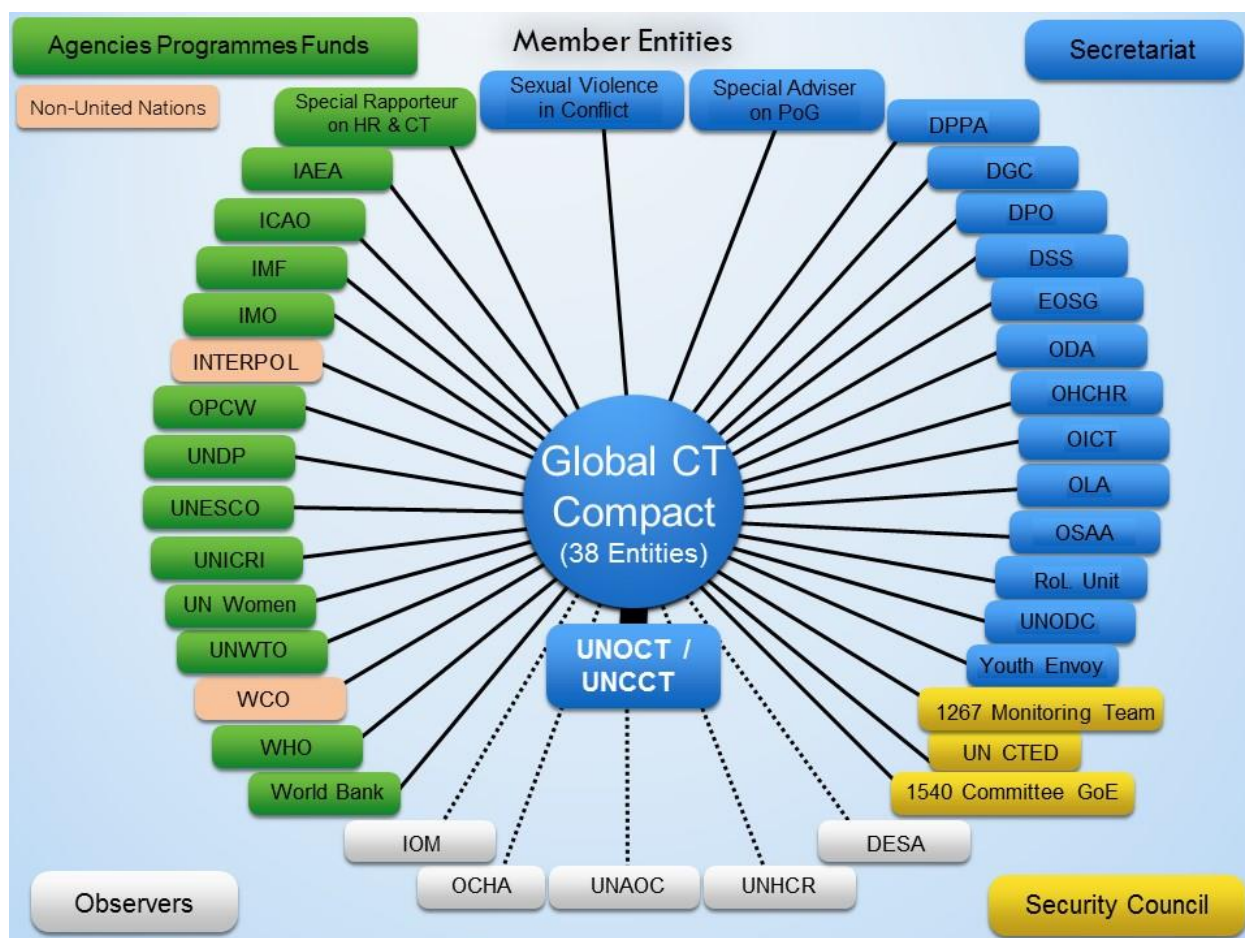 Agencies Programmes Funds
Member Entities
Secretariat
Non-United Nations
Special Rapporteur
on HR & CT
Sexual Violence
in Conflict
Special Adviser
on PoG
DPPA
IAEA
DGC
ICAO
DPO
IMF
DSS
IMO
EOSG
INTERPOL
ODA
OPCW
OHCHR
UNDP
OICT
UNESCO
OLA
UNICRI
OSAA
UN Women
RoL Unit
UNWTO
UNODC
WCO
Youth Envoy
WHO
1267 Monitoring Team
World Bank
UN CTED
1540 Committee GoE
Global CT
Compact
(38 Entities)
UNOCT /
UNCCT
IOM
OCHA
UNAOC
UNHCR
DESA
Observers
Security Council